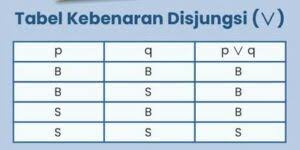 Tabel Kebenaran Disjungsi (∨)
p q p ∨ q
B B B
B S B
S B B
S S S